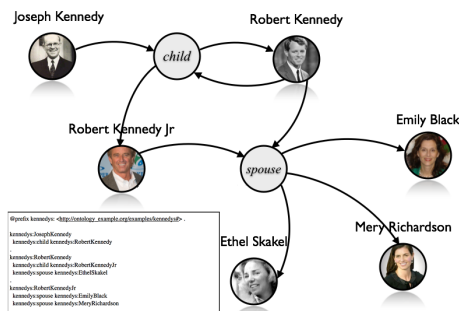 Joseph Kennedy
Robert Kennedy
child
Robert Kennedy Jr
Emily Black
spouse
Ethel Skakel
Mery Richardson
@prefix kennedys: <http://ontology_example.org/examples/kennedys#> .
kennedys:JosephKennedy
kennedys:child kennedys:RobertKennedy
.
kennedys:RobertKennedy
kennedys:child kennedys:RobertKennedyJr
kennedys:spouse kennedys:EthelSkakel
.
kennedys:RobertKennedyJr
kennedys:spouse kennedys:EmilyBlack
kennedys:spouse kennedys:MeryRichardson